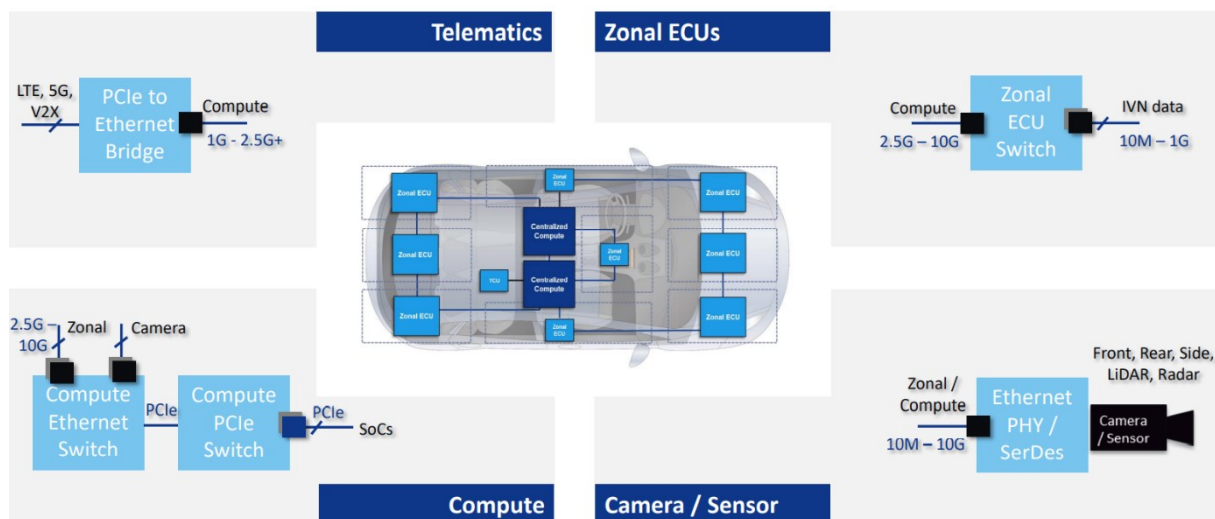 Telematics
Zonal ECUs
LTE, 5G,
V2X
PCIe to
Ethernet
Bridge
Compute
1G - 2.5G+
Compute
2.5G – 10G
Zonal
ECU
Switch
IVN data
10M – 1G
Zonal ECU
Zonal
ECU
Zonal ECU
Centralized
Compute
Zonal ECU
Zonal
ECU
Zonal ECU
TCU
Centralized
Compute
Zonal ECU
Zonal
ECU
Zonal ECU
2.5G –
10G
Zonal
Camera
Compute
Ethernet
Switch
PCIe
Compute
PCIe
Switch
PCIe
SoCs
Zonal /
Compute
10M – 10G
Ethernet
PHY /
SerDes
Front, Rear, Side,
LiDAR, Radar
Camera
/ Sensor
Compute
Camera / Sensor